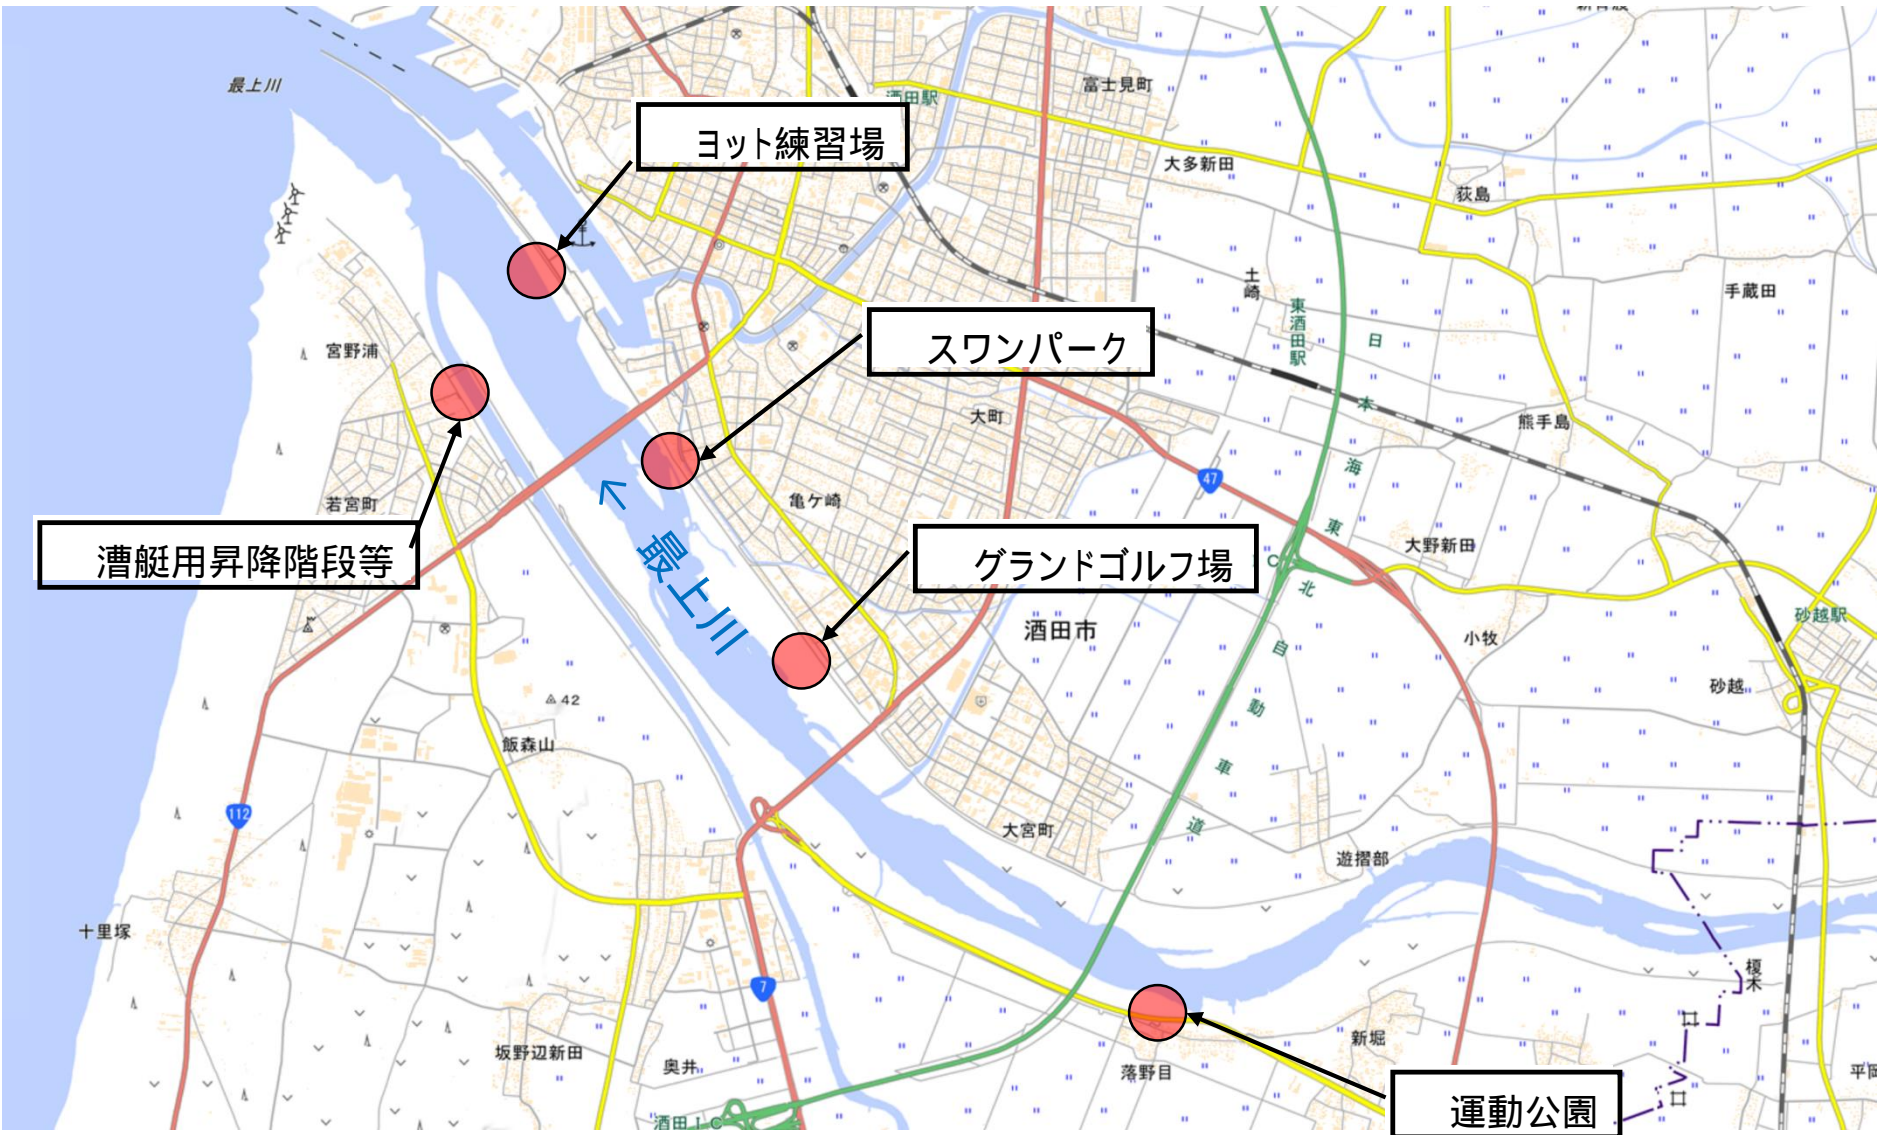 新青渡
最上川
富士見町
酒田駅
ヨット練習場
大多新田
荻島
土崎
手蔵田
東酒田駅
宮野浦
スワンパーク
大町
熊手島
47
若宮町
亀ケ崎
漕艇用昇降階段等
グランドゴルフ場
大野新田
最上川
酒田市
小牧
砂越駅
砂越
42
飯森山
日本海東北自動車道
112
大宮町
遊摺部
十里塚
7
榎木
坂野辺新田
奥井
新堀
落野目
平岡
酒田IC
運動公園